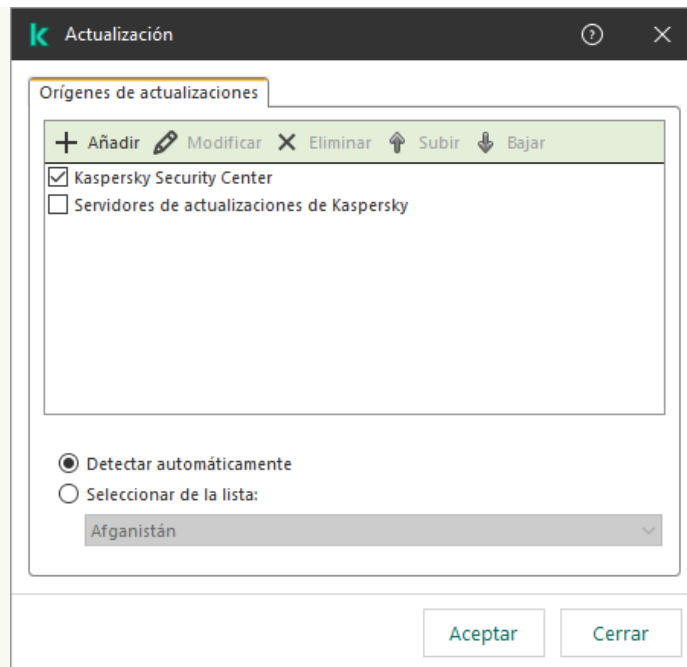 Actualización
Orígenes de actualizaciones
Añadir Modificar Eliminar Subir Bajar
Kaspersky Security Center
Servidores de actualizaciones de Kaspersky
Detectar automáticamente
Seleccionar de la lista:
Afganistán
Aceptar Cerrar